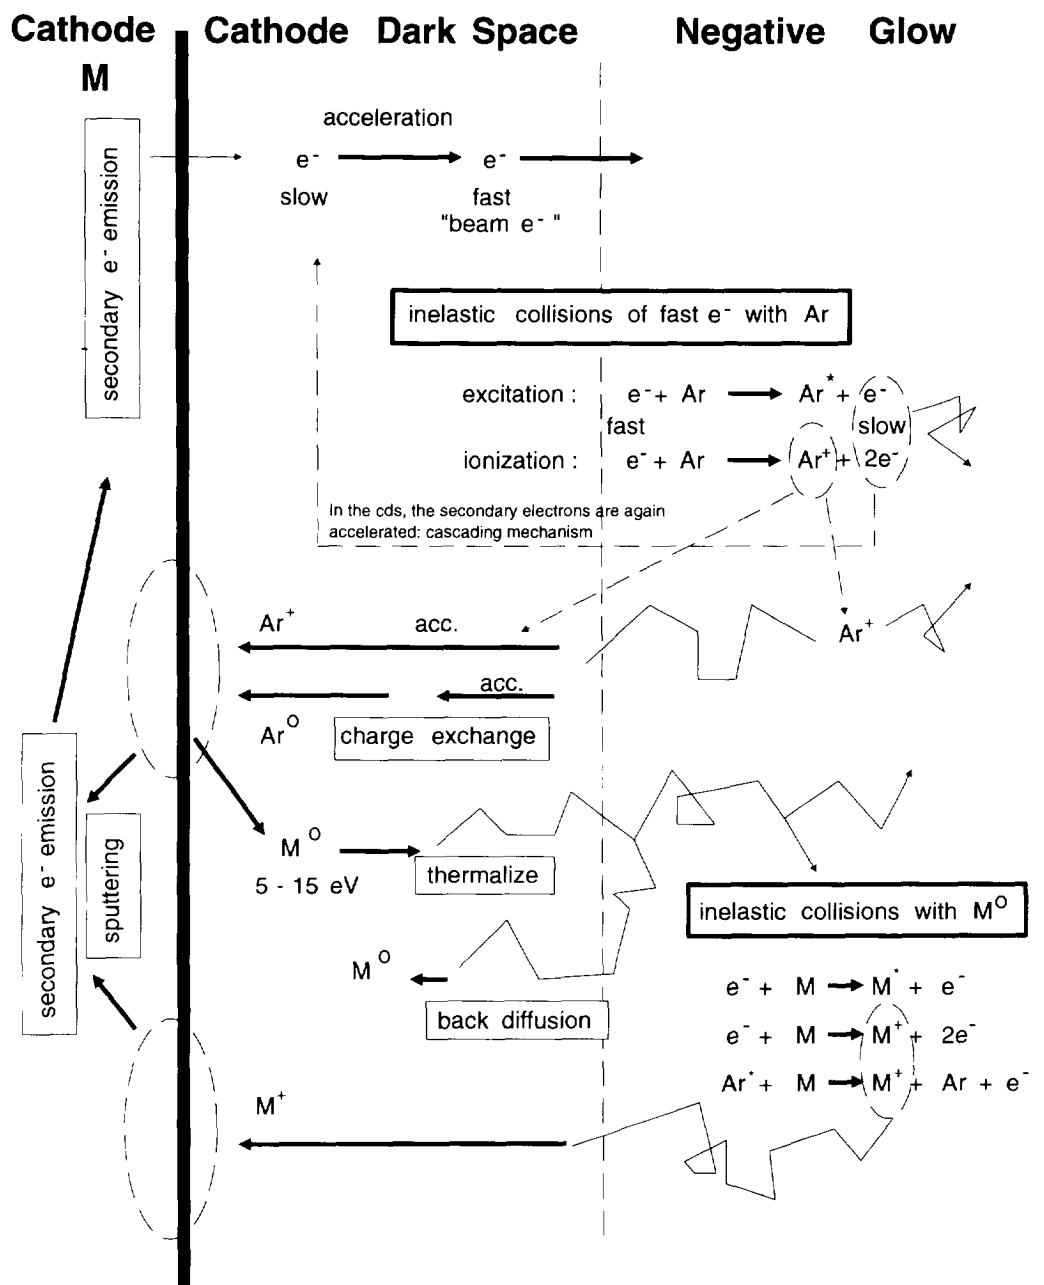 Cathode Cathode Dark Space Negative Glow
M
acceleration
e⁻ e⁻
slow fast
"beam e⁻ "
secondary e⁻ emission
inelastic collisions of fast e⁻ with Ar
excitation : e⁻ + Ar → Ar* + e⁻
fast slow
ionization : e⁻ + Ar → Ar⁺ + 2e⁻
In the cds, the secondary electrons are again
accelerated: cascading mechanism
Ar⁺ acc.
Ar⁺
acc.
Ar⁰ charge exchange
secondary e⁻ emission
sputtering
M⁰
5 - 15 eV
thermalize
inelastic collisions with M⁰
M⁰
back diffusion
e⁻ + M → M* + e⁻
e⁻ + M → M⁺ + 2e⁻
Ar* + M → M⁺ + Ar + e⁻
M⁺